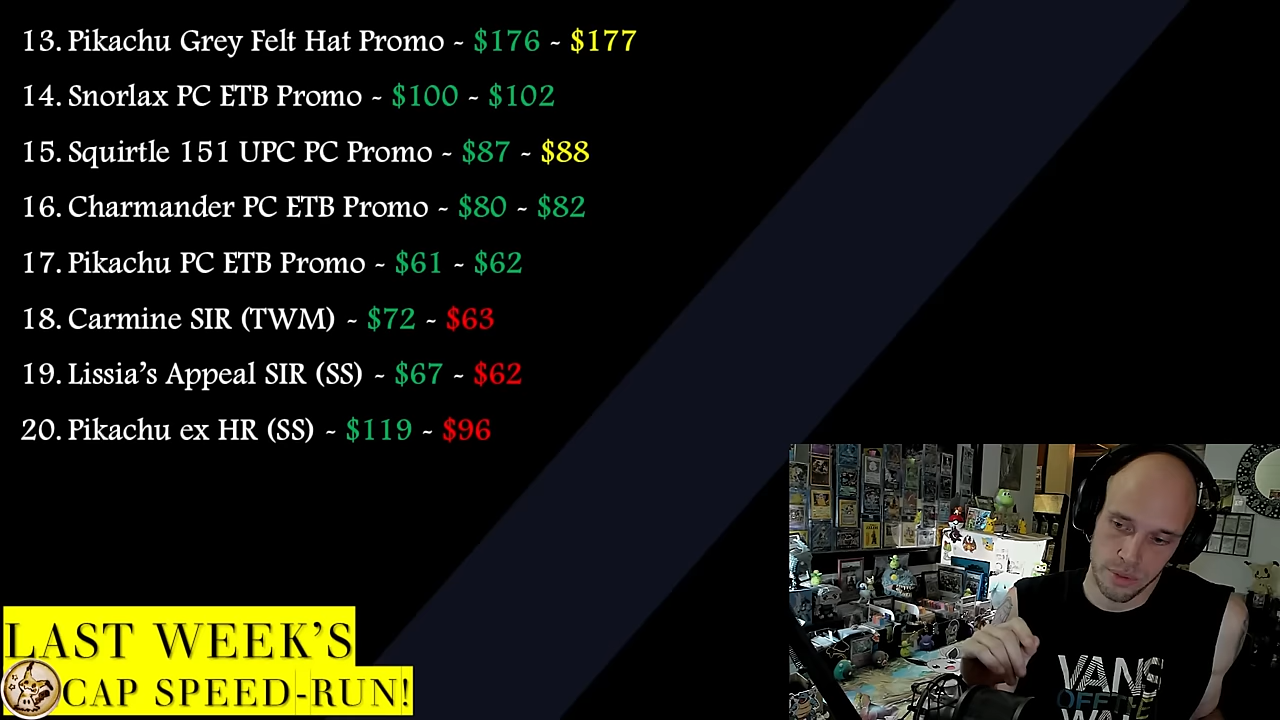 13. Pikachu Grey Felt Hat Promo ~ $176 ~ $177
14. Snorlax PC ETB Promo ~ $100 ~ $102
15. Squirtle 151 UPC PC Promo ~ $87 ~ $88
16. Charmander PC ETB Promo ~ $80 ~ $82
17. Pikachu PC ETB Promo ~ $61 ~ $62
18. Carmine SIR (TWM) ~ $72 ~ $63
19. Lissia's Appeal SIR (SS) ~ $67 ~ $62
20. Pikachu ex HR (SS) ~ $119 ~ $96
LAST WEEK'S
CAP SPEED-RUN!
VANS
OFF THE
WALL